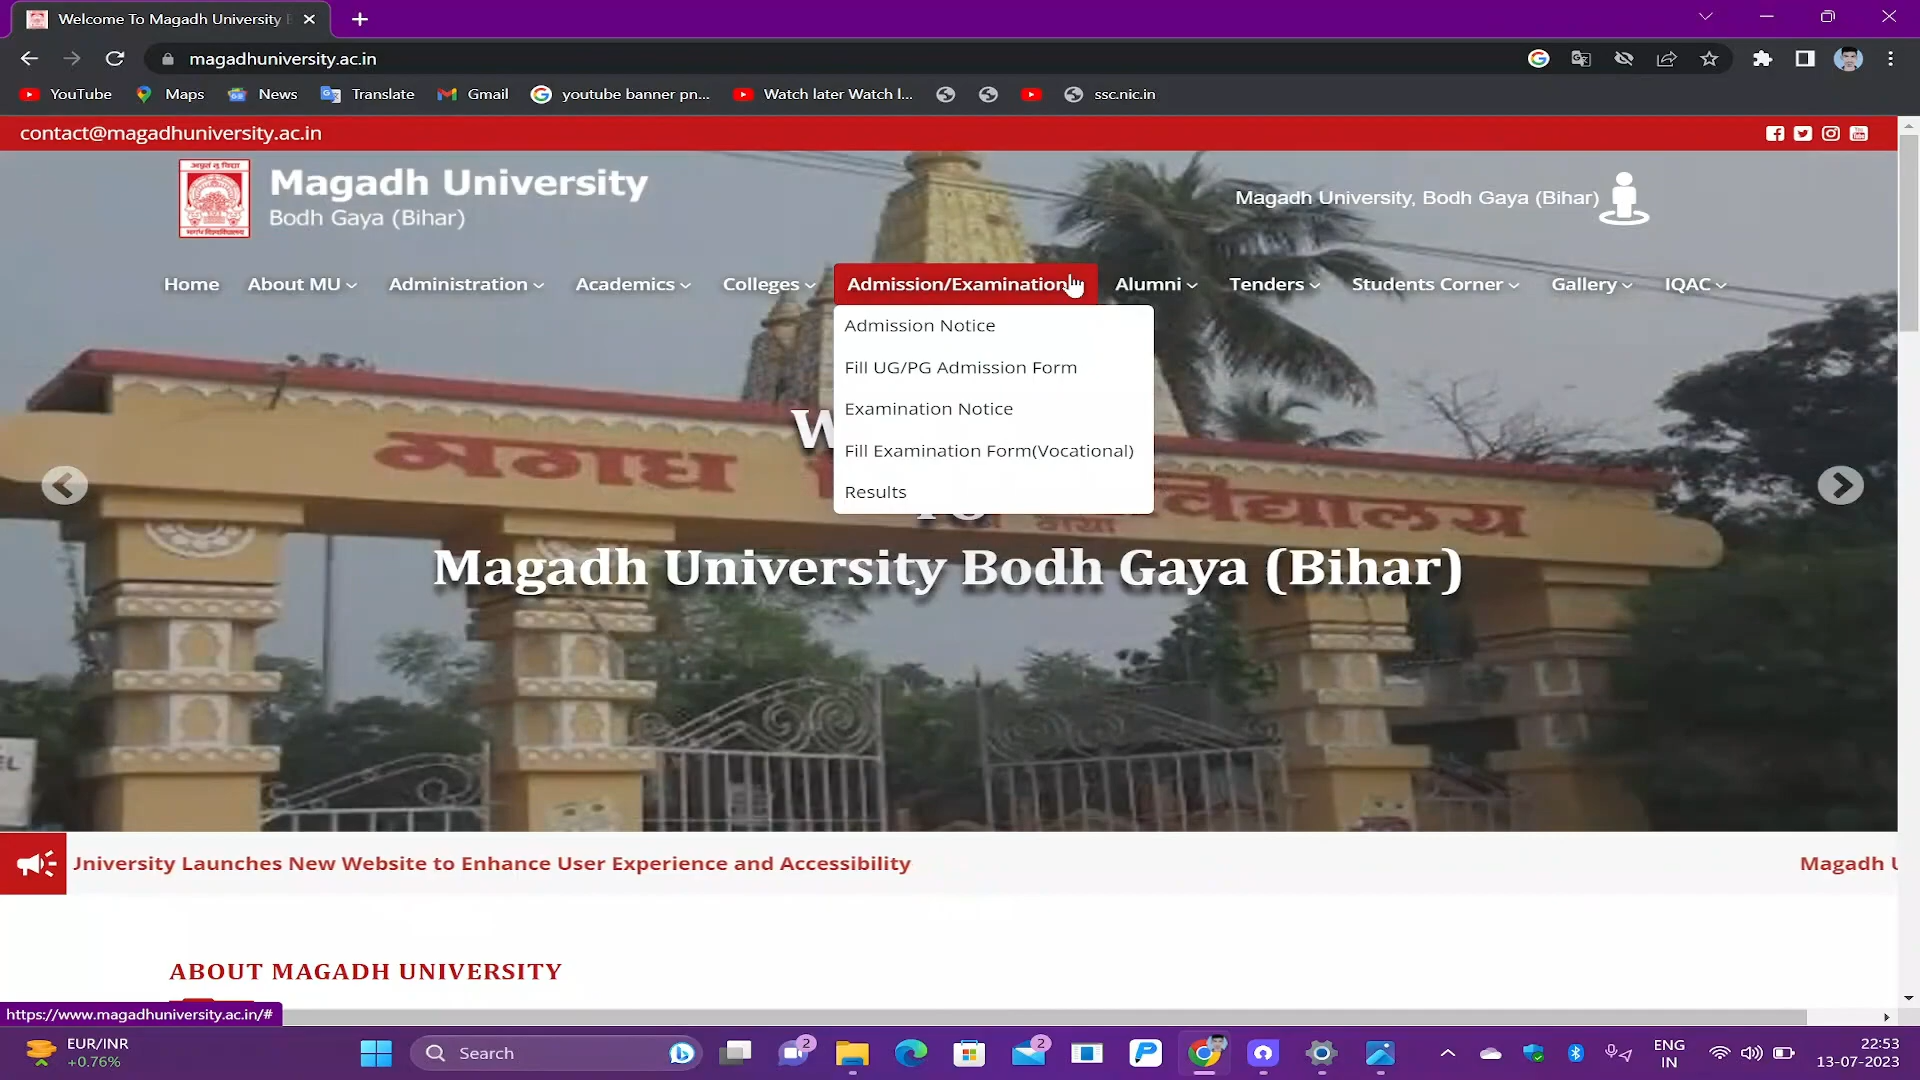 Welcome To Magadh University
magadhuniversity.ac.in
YouTube
Maps
News
Translate
Gmail
youtube banner pn...
Watch later Watch l...
ssc.nic.in
contact@magadhuniversity.ac.in
Magadh University
Bodh Gaya (Bihar)
Magadh University, Bodh Gaya (Bihar)
Home
About MU
Administration
Academics
Colleges
Admission/Examination
Alumni
Tenders
Students Corner
Gallery
IQAC
Admission Notice
Fill UG/PG Admission Form
Examination Notice
Fill Examination Form(Vocational)
Results
मगध
Magadh University Bodh Gaya (Bihar)
University Launches New Website to Enhance User Experience and Accessibility
Magadh U
ABOUT MAGADH UNIVERSITY
https://www.magadhuniversity.ac.in/#
EUR/INR
+0.76%
Search
2
2
ENG
IN
22:53
13-07-2023